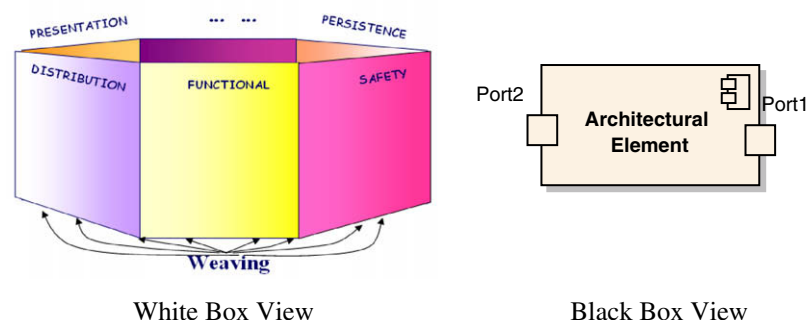 PRESENTATION
... ...
PERSISTENCE
DISTRIBUTION
FUNCTIONAL
SAFETY
Weaving
White Box View
Port2
Architectural
Element
Port1
Black Box View